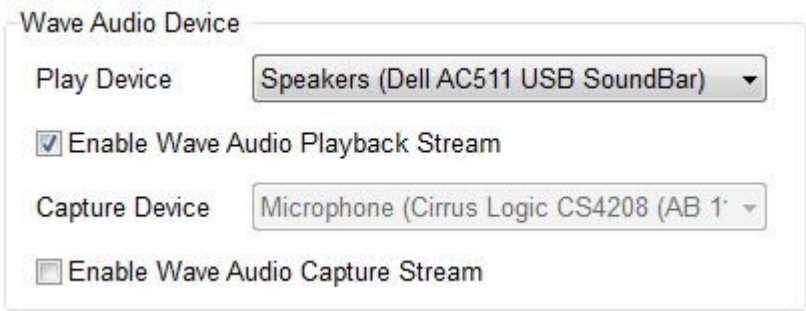 Wave Audio Device
Play Device Speakers (Dell AC511 USB SoundBar)
Enable Wave Audio Playback Stream
Capture Device Microphone (Cirrus Logic CS4208 (AB
Enable Wave Audio Capture Stream